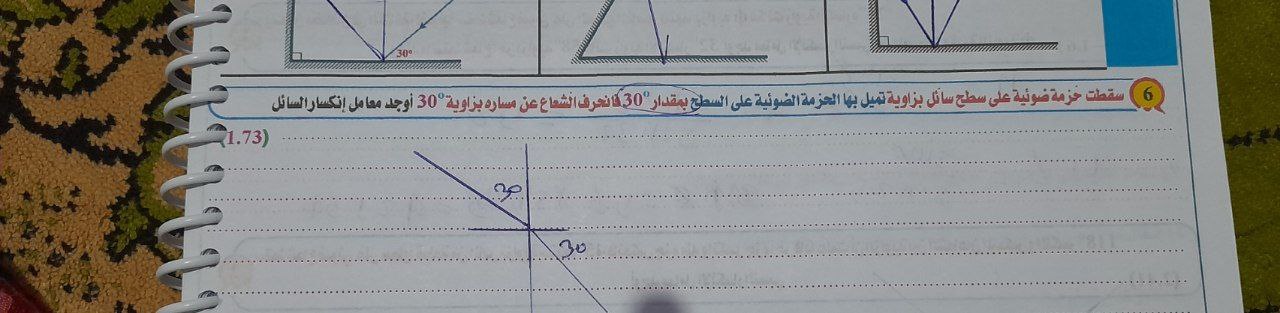 30°
6 سقطت حزمة ضوئية على سطح سائل بزاوية تميل بها الحزمة الضوئية على السطح بمقدار 30° فانحرف الشعاع عن مساره بزاوية 30° أوجد معامل إنكسار السائل
(1.73)
30
30